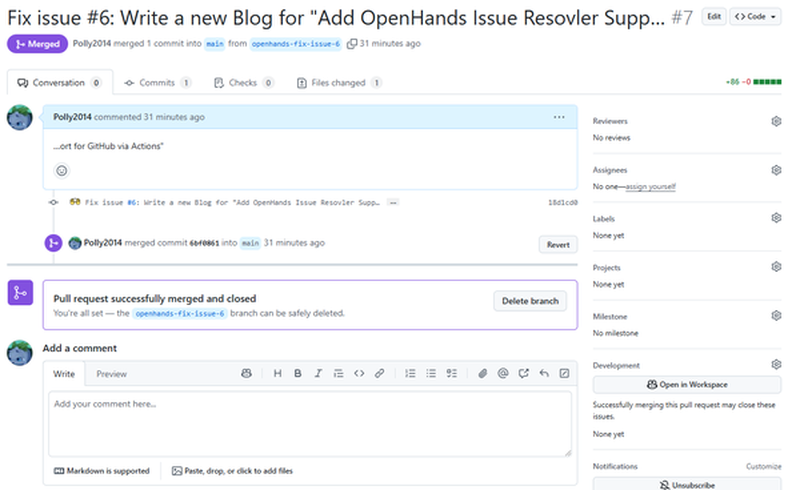 Fix issue #6: Write a new Blog for "Add OpenHands Issue Resovler Supp... #7
Edit
Code
Merged
Polly2014 merged 1 commit into main from openhands-fix-issue-6 31 minutes ago
Conversation 0
Commits 1
Checks 0
Files changed 1
+86 −0
Polly2014 commented 31 minutes ago
...
...ort for GitHub via Actions"
Fix issue #6: Write a new Blog for "Add OpenHands Issue Resovler Supp…
...
18d1cd0
Polly2014 merged commit 6bf0861 into main 31 minutes ago
Revert
Pull request successfully merged and closed
You're all set — the openhands-fix-issue-6 branch can be safely deleted.
Delete branch
Add a comment
Write
Preview
H B I
Add your comment here...
Markdown is supported
Paste, drop, or click to add files
Reviewers
No reviews
Assignees
No one—assign yourself
Labels
None yet
Projects
None yet
Milestone
No milestone
Development
Open in Workspace
Successfully merging this pull request may close these
issues.
None yet
Notifications
Customize
Unsubscribe